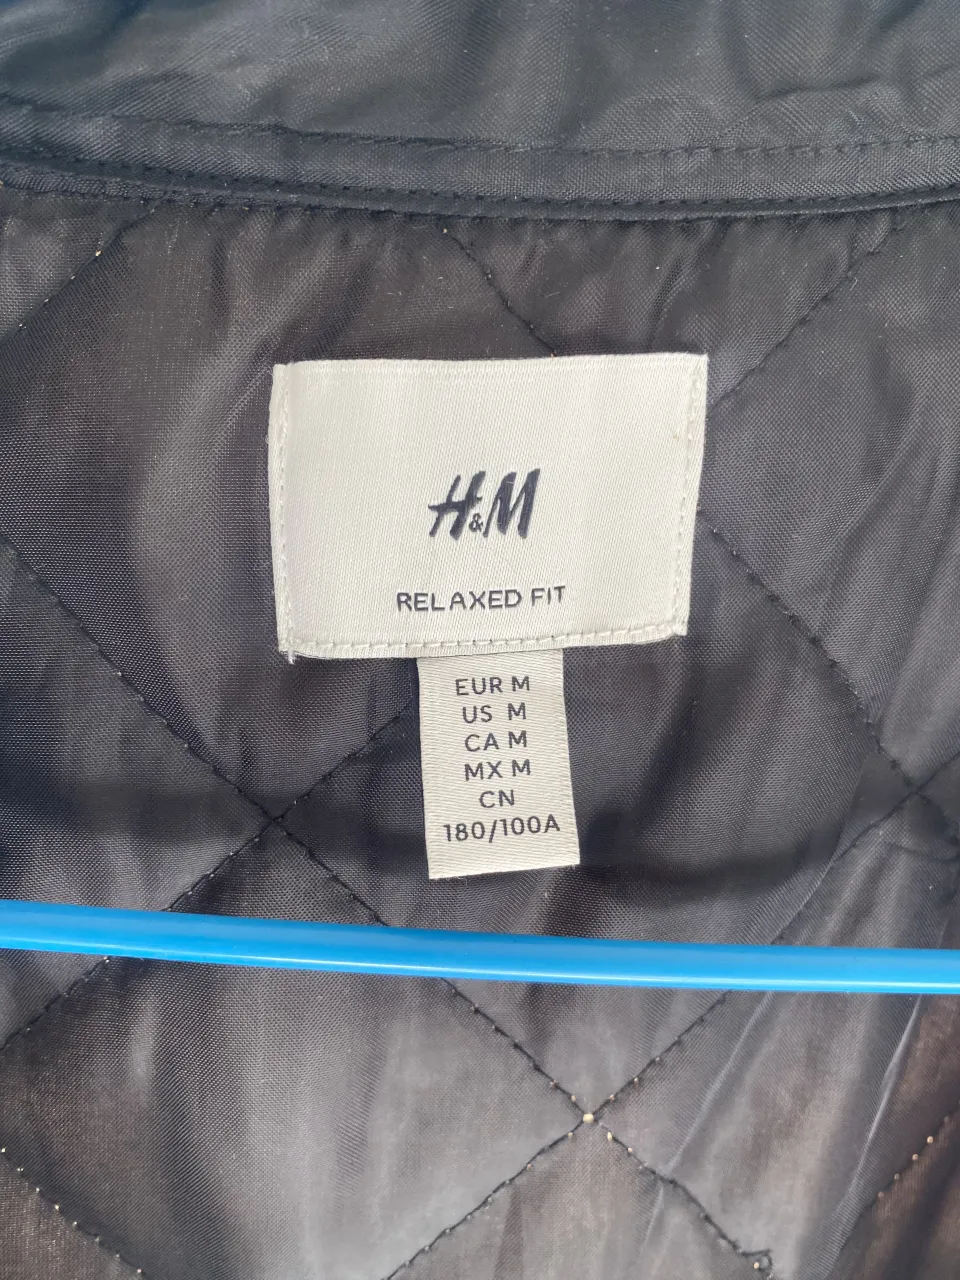 H&M
RELAXED FIT
EUR M
US M
CA M
MX M
CN
180/100A